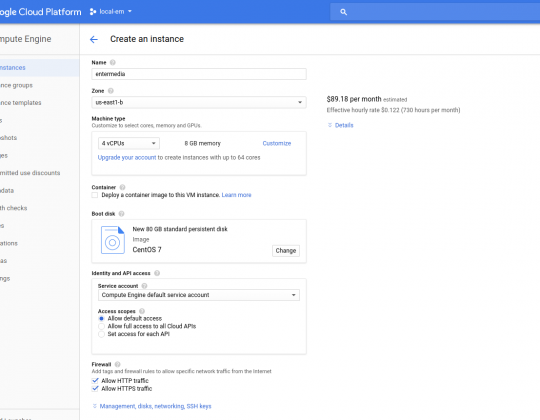 ogle Cloud Platform
local-em
mpute Engine
Create an instance
nstances
nce groups
nce templates
s
pshots
ges
mitted use discounts
adata
th checks
es
ations
as
ngs
Name
entermedia
Zone
us-east1-b
Machine type
Customize to select cores, memory and GPUs.
4 vCPUs
8 GB memory
Customize
Upgrade your account to create instances with up to 64 cores
Container
Deploy a container image to this VM instance. Learn more
Boot disk
New 80 GB standard persistent disk
Image
CentOS 7
Change
Identity and API access
Service account
Compute Engine default service account
Access scopes
Allow default access
Allow full access to all Cloud APIs
Set access for each API
Firewall
Add tags and firewall rules to allow specific network traffic from the Internet
Allow HTTP traffic
Allow HTTPS traffic
Management, disks, networking, SSH keys
$89.18 per month estimated
Effective hourly rate $0.122 (730 hours per month)
Details